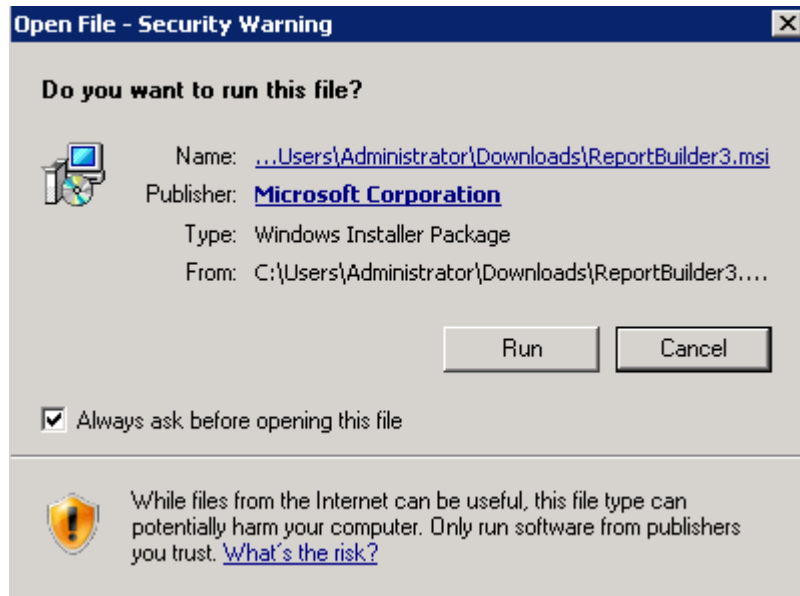 Open File - Security Warning
Do you want to run this file?
Name: ...Users\Administrator\Downloads\ReportBuilder3.msi
Publisher: Microsoft Corporation
Type: Windows Installer Package
From: C:\Users\Administrator\Downloads\ReportBuilder3....
Run Cancel
Always ask before opening this file
While files from the Internet can be useful, this file type can
potentially harm your computer. Only run software from publishers
you trust. What's the risk?